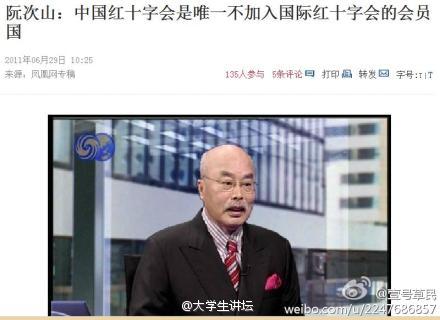 阮次山：中国红十字会是唯一不加入国际红十字会的会员
国
2011年06月29日 10:25
来源：凤凰网专稿
135人参与 5条评论 打印 转发 字号:T|T
@大学生讲坛
@壹号草民
weibo.com/u/2247686857